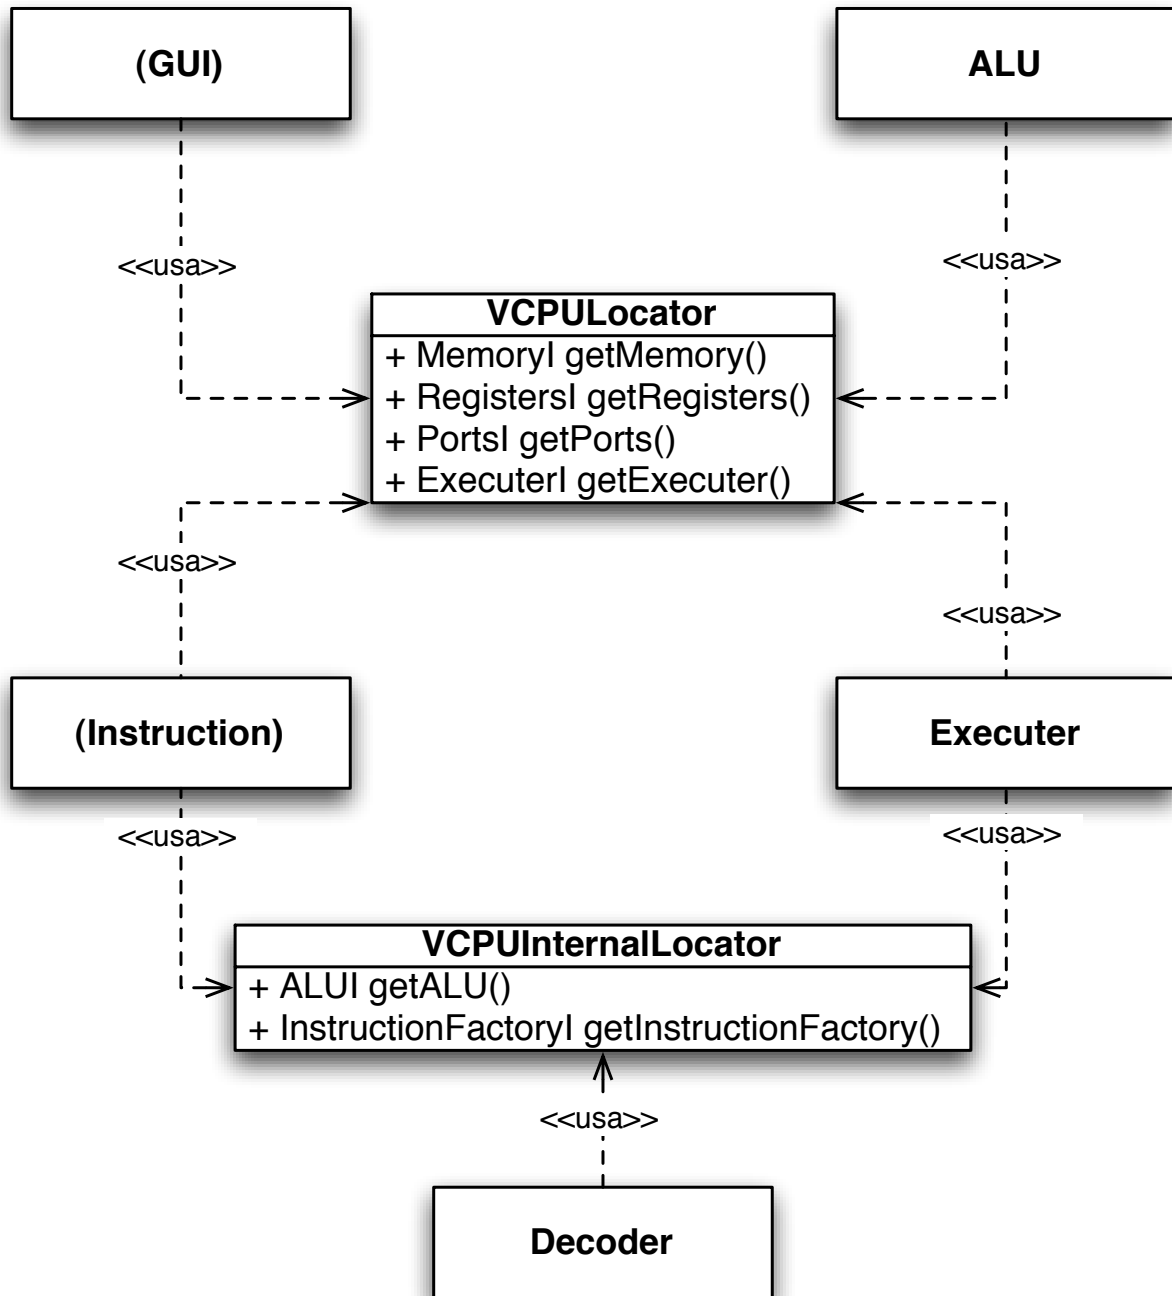 (GUI)
ALU
<<usa>>
<<usa>>
VCPULocator
+ MemoryI getMemory()
+ RegistersI getRegisters()
+ PortsI getPorts()
+ ExecuterI getExecuter()
<<usa>>
<<usa>>
(Instruction)
Executer
<<usa>>
<<usa>>
VCPUInternalLocator
+ ALUI getALU()
+ InstructionFactoryI getInstructionFactory()
<<usa>>
Decoder